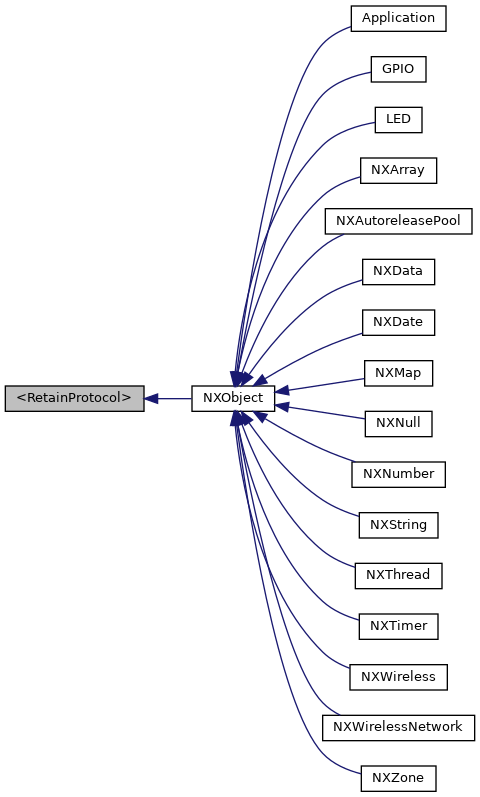 Application
GPIO
LED
NXArray
NXAutoreleasePool
NXData
NXDate
<RetainProtocol>
NXObject
NXMap
NXNull
NXNumber
NXString
NXThread
NXTimer
NXWireless
NXWirelessNetwork
NXZone